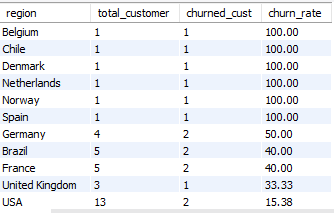 region total_customer churned_cust churn_rate
Belgium 1 1 100.00
Chile 1 1 100.00
Denmark 1 1 100.00
Netherlands 1 1 100.00
Norway 1 1 100.00
Spain 1 1 100.00
Germany 4 2 50.00
Brazil 5 2 40.00
France 5 2 40.00
United Kingdom 3 1 33.33
USA 13 2 15.38